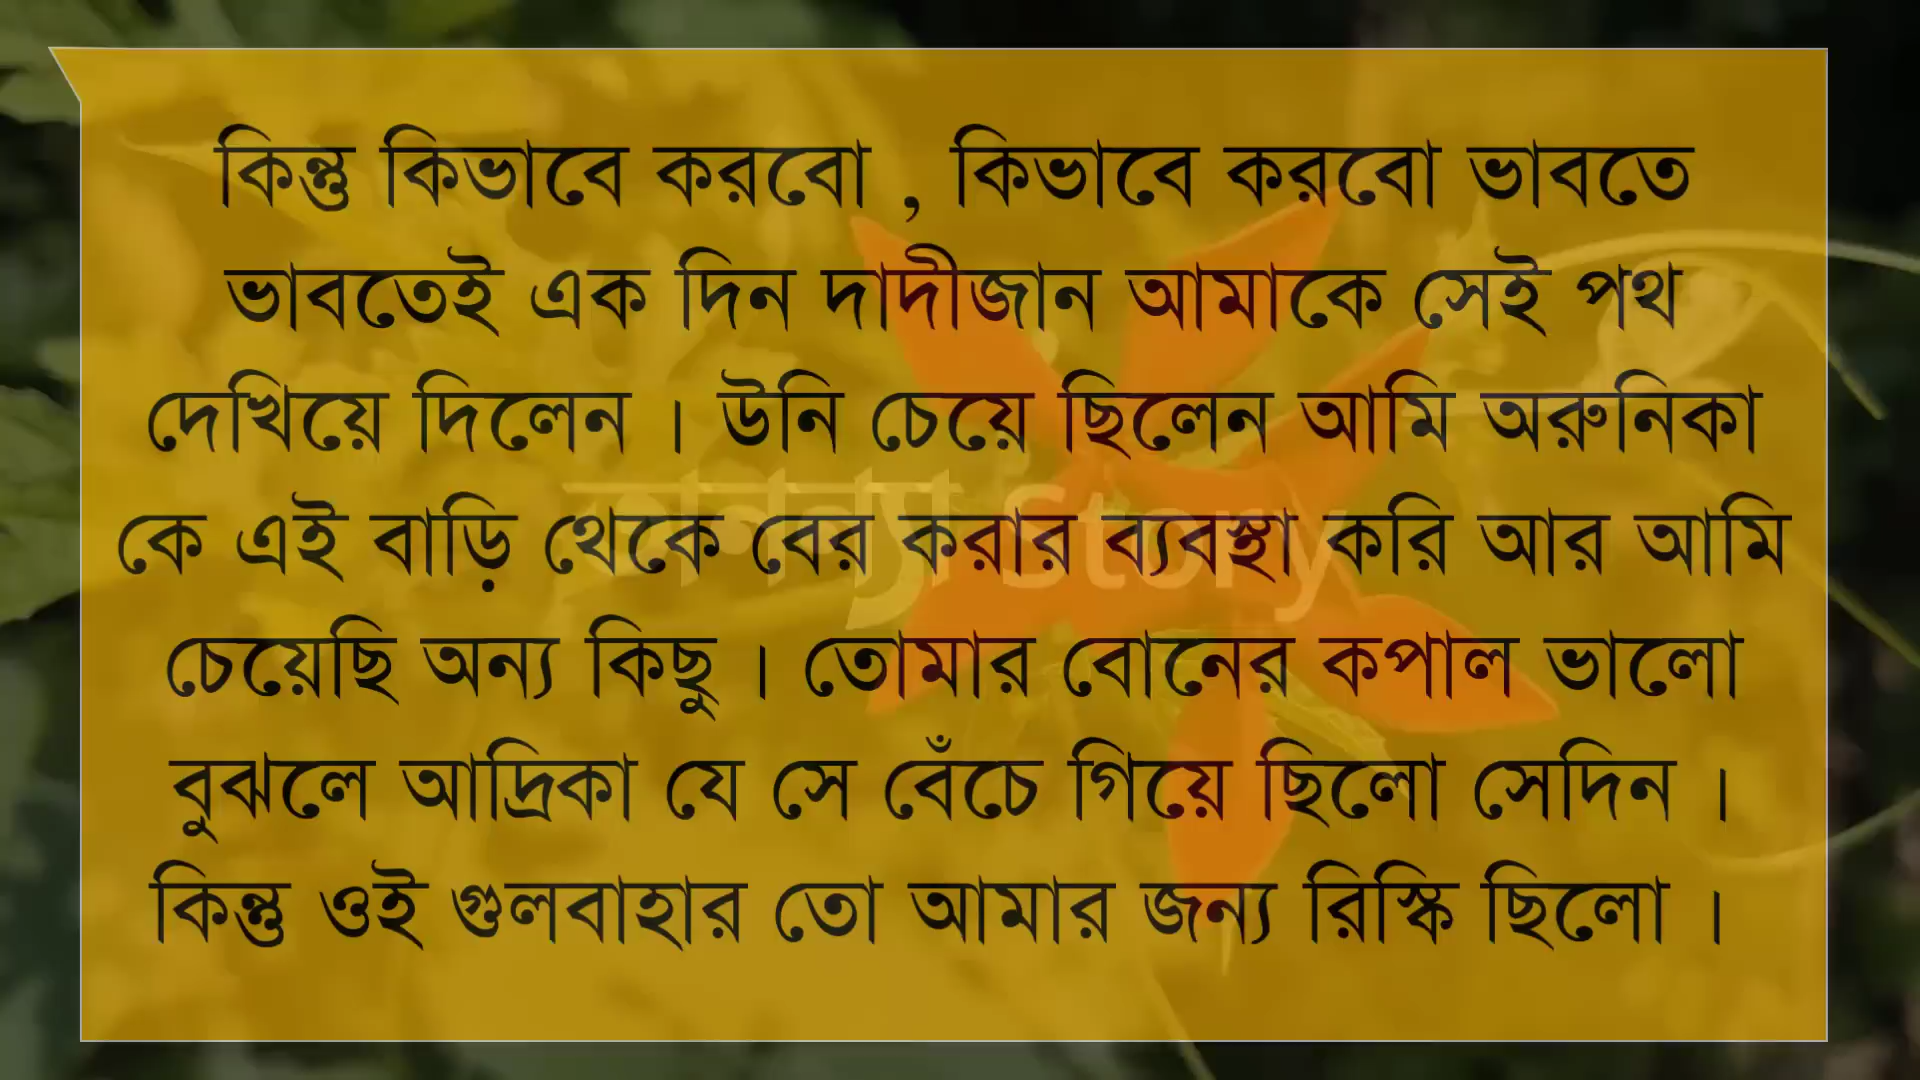 কিন্তু কিভাবে করবো , কিভাবে করবো ভাবতে
ভাবতেই এক দিন দাদীজান আমাকে সেই পথ
দেখিয়ে দিলেন । উনি চেয়ে ছিলেন আমি অরুনিকা
কে এই বাড়ি থেকে বের করার ব্যবস্থা করি আর আমি
চেয়েছি অন্য কিছু । তোমার বোনের কপাল ভালো
বুঝলে আদ্রিকা যে সে বেঁচে গিয়ে ছিলো সেদিন ।
কিন্তু ওই গুলবাহার তো আমার জন্য রিস্কি ছিলো ।
Story